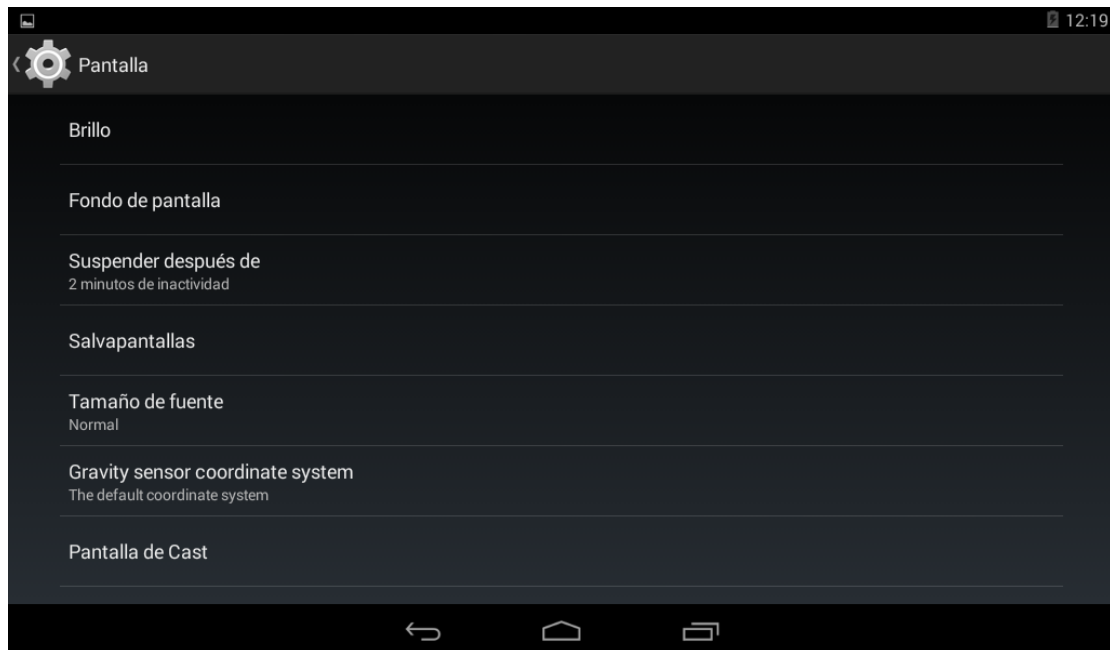 12:19
Pantalla
Brillo
Fondo de pantalla
Suspender después de
2 minutos de inactividad
Salvapantallas
Tamaño de fuente
Normal
Gravity sensor coordinate system
The default coordinate system
Pantalla de Cast